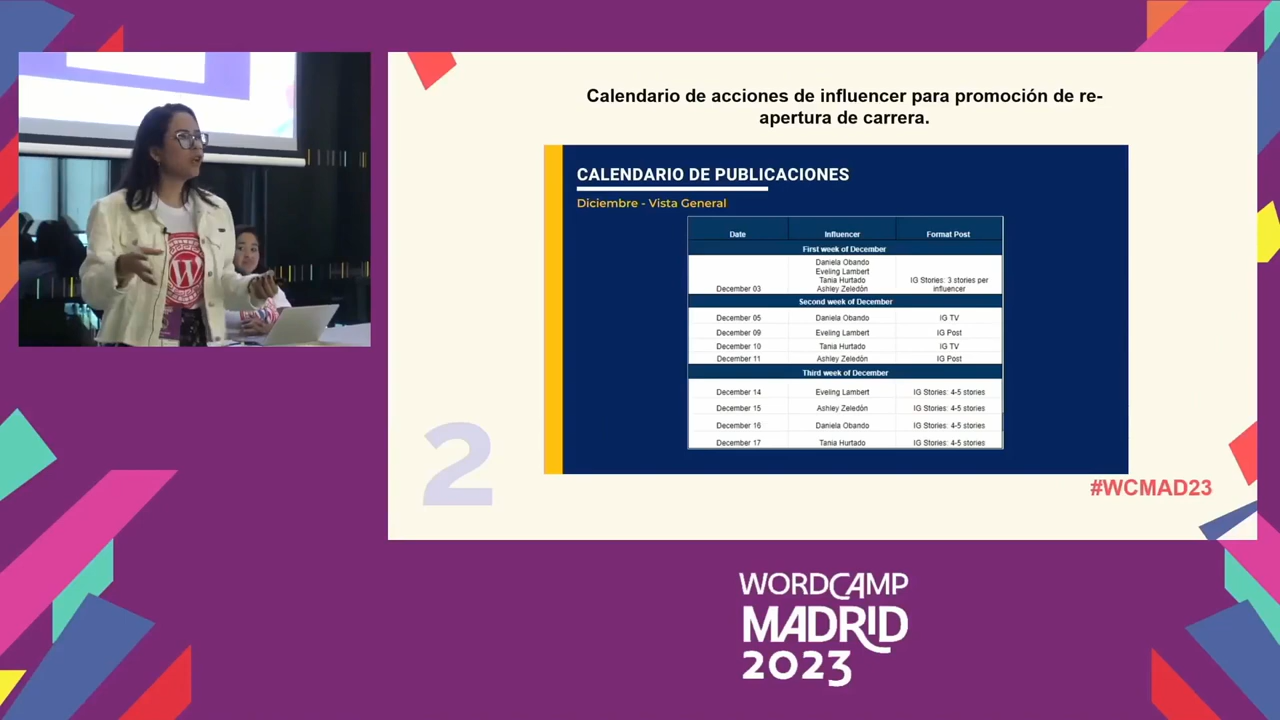 Calendario de acciones de influencer para promoción de re-
apertura de carrera.
CALENDARIO DE PUBLICACIONES
Diciembre - Vista General
Date Influencer Format Post
First week of December
December 03 Daniela Obando
Eveling Lambert
Tania Hurtado
Ashley Zeledón
IG Stories: 3 stories per
influencer
Second week of December
December 05 Daniela Obando IG TV
December 09 Eveling Lambert IG Post
December 10 Tania Hurtado IG TV
December 11 Ashley Zeledón IG Post
Third week of December
December 14 Eveling Lambert IG Stories: 4-5 stories
December 15 Ashley Zeledón IG Stories: 4-5 stories
December 16 Daniela Obando IG Stories: 4-5 stories
December 17 Tania Hurtado IG Stories: 4-5 stories
2
#WCMAD23
WORDCAMP
MADRID
2023